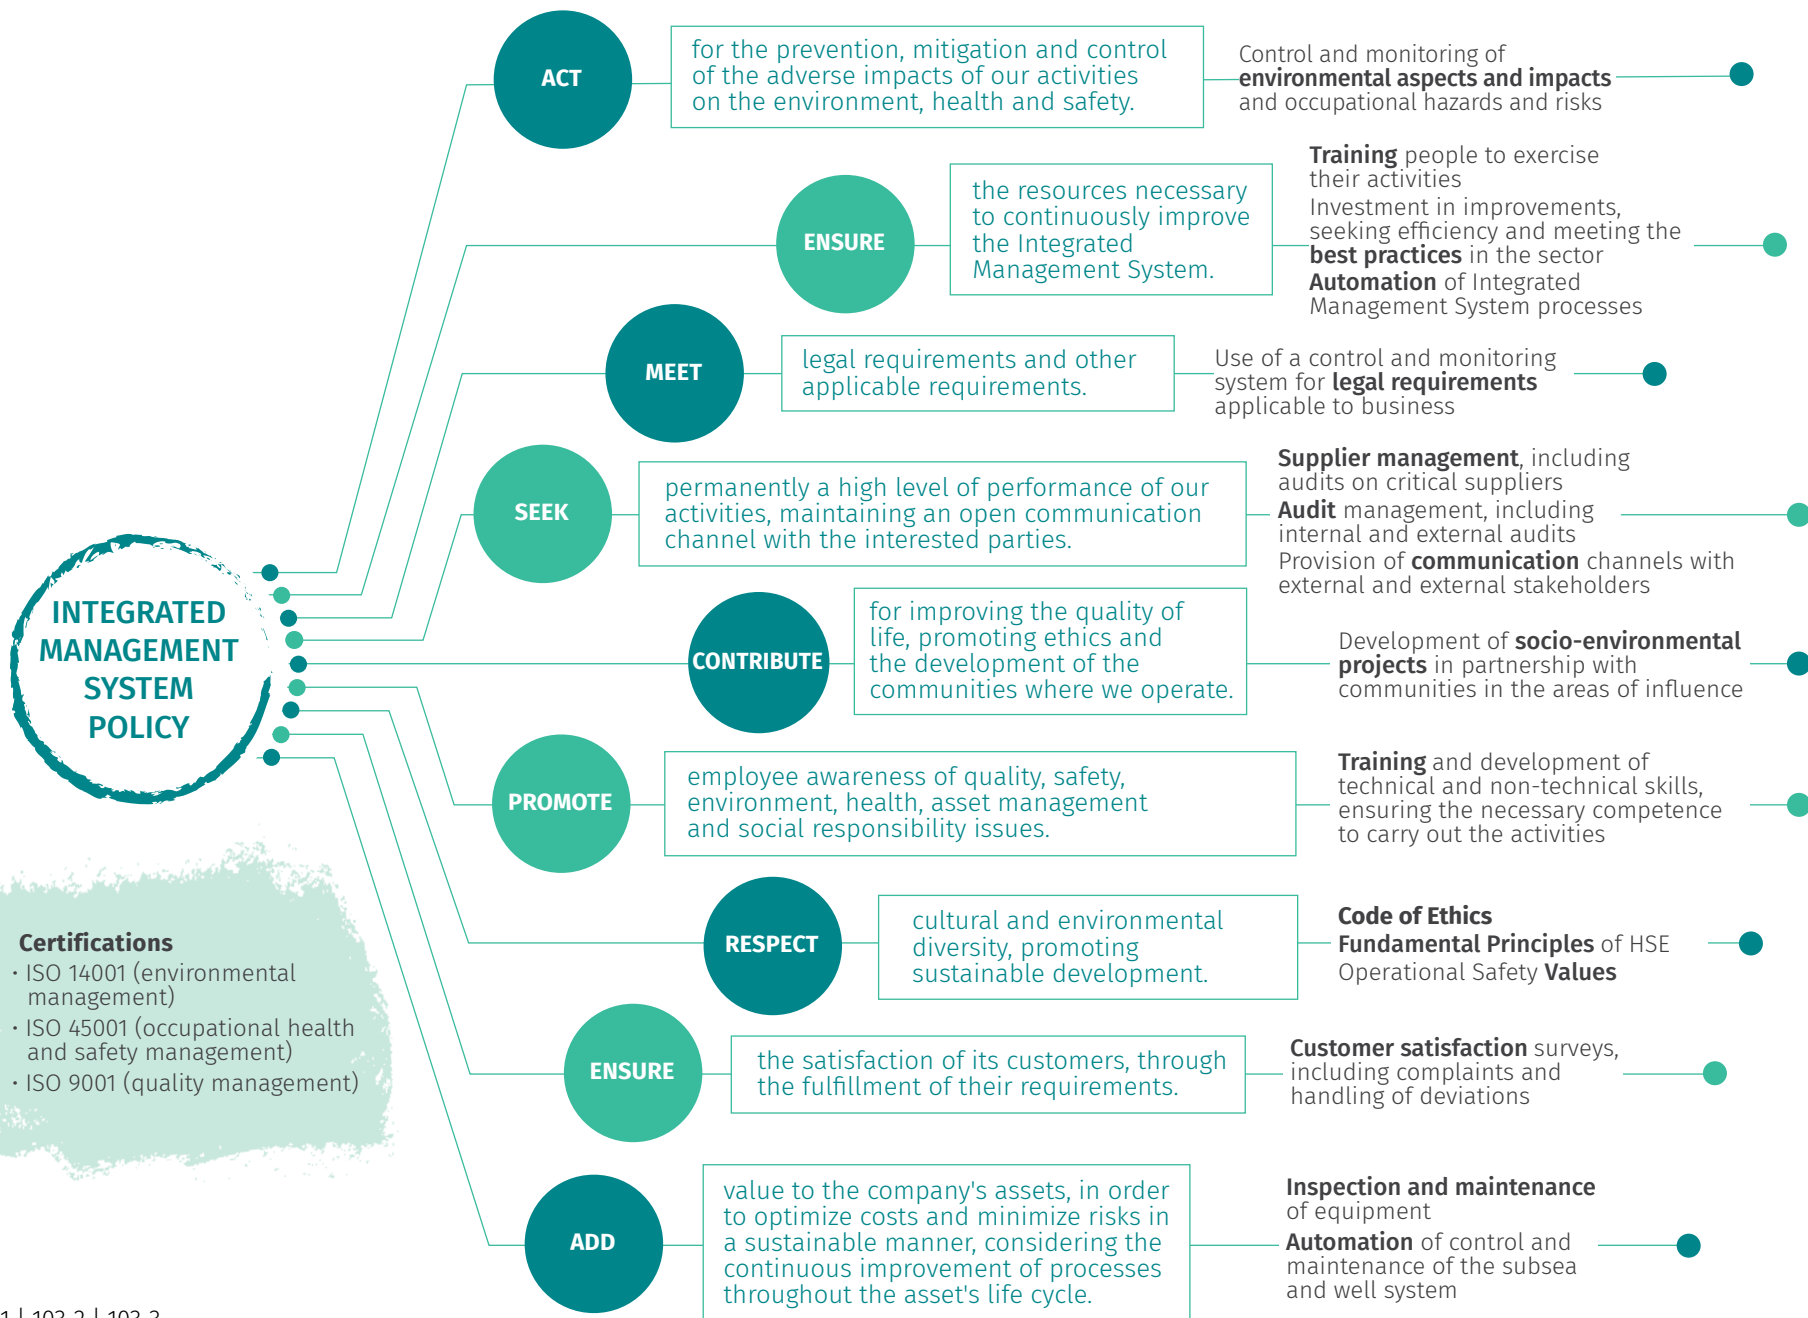 ACT
for the prevention, mitigation and control
of the adverse impacts of our activities
on the environment, health and safety.
Control and monitoring of
environmental aspects and impacts
and occupational hazards and risks
ENSURE
the resources necessary
to continuously improve
the Integrated
Management System.
Training people to exercise
their activities
Investment in improvements,
seeking efficiency and meeting the
best practices in the sector
Automation of Integrated
Management System processes
MEET
legal requirements and other
applicable requirements.
Use of a control and monitoring
system for legal requirements
applicable to business
SEEK
permanently a high level of performance of our
activities, maintaining an open communication
channel with the interested parties.
Supplier management, including
audits on critical suppliers
Audit management, including
internal and external audits
Provision of communication channels with
external and external stakeholders
INTEGRATED
MANAGEMENT
SYSTEM
POLICY
CONTRIBUTE
for improving the quality of
life, promoting ethics and
the development of the
communities where we operate.
Development of socio-environmental
projects in partnership with
communities in the areas of influence
PROMOTE
employee awareness of quality, safety,
environment, health, asset management
and social responsibility issues.
Training and development of
technical and non-technical skills,
ensuring the necessary competence
to carry out the activities
RESPECT
cultural and environmental
diversity, promoting
sustainable development.
Code of Ethics
Fundamental Principles of HSE
Operational Safety Values
Certifications
· ISO 14001 (environmental
management)
· ISO 45001 (occupational health
and safety management)
· ISO 9001 (quality management)
ENSURE
the satisfaction of its customers, through
the fulfillment of their requirements.
Customer satisfaction surveys,
including complaints and
handling of deviations
ADD
value to the company's assets, in order
to optimize costs and minimize risks in
a sustainable manner, considering the
continuous improvement of processes
throughout the asset's life cycle.
Inspection and maintenance
of equipment
Automation of control and
maintenance of the subsea
and well system
1 | 103-2 | 103-3